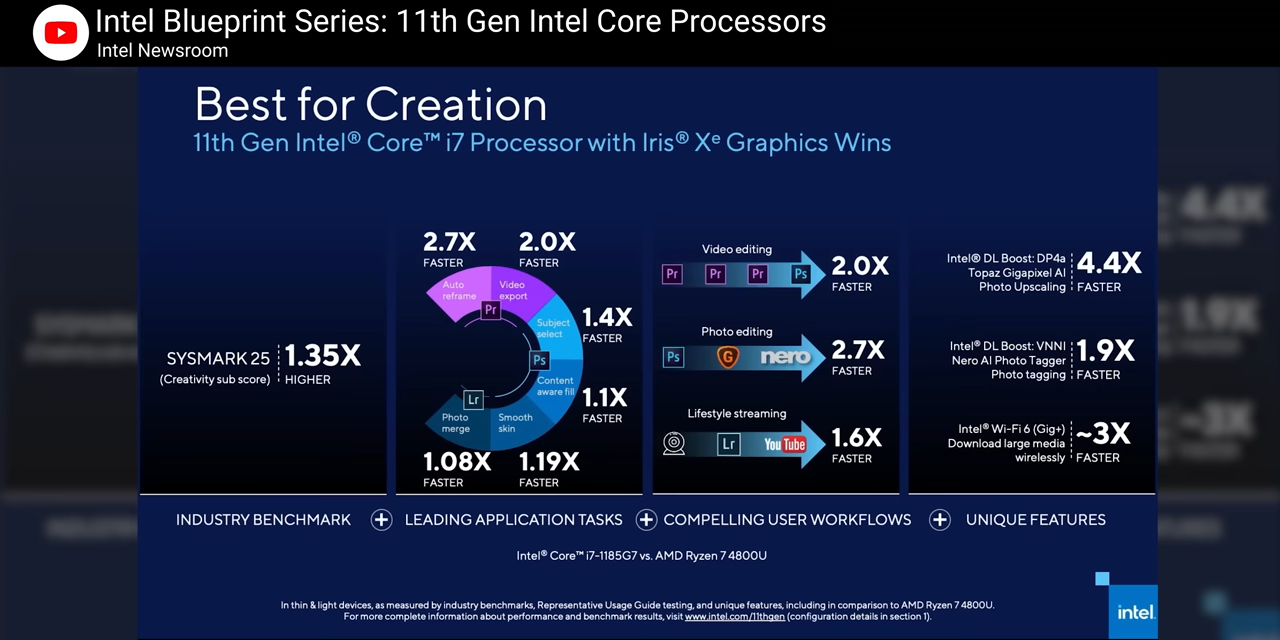 Intel Blueprint Series: 11th Gen Intel Core Processors
Intel Newsroom
Best for Creation
11th Gen Intel® Core™ i7 Processor with Iris® Xe Graphics Wins
SYSMARK 25
(Creativity sub score)
1.35X
HIGHER
2.7X
FASTER
2.0X
FASTER
Auto
reframe
Video
export
Pr
Subject
select
1.4X
FASTER
Ps
Content
aware fill
1.1X
FASTER
Lr
Photo
merge
Smooth
skin
1.08X
FASTER
1.19X
FASTER
Video editing
Pr Pr Pr Ps
2.0X
FASTER
Photo editing
Ps G nero
2.7X
FASTER
Lifestyle streaming
Lr YouTube
1.6X
FASTER
Intel® DL Boost: DP4a
Topaz Gigapixel AI
Photo Upscaling
4.4X
FASTER
Intel® DL Boost: VNNI
Nero AI Photo Tagger
Photo tagging
1.9X
FASTER
Intel® Wi-Fi 6 (Gig+)
Download large media
wirelessly
~3X
FASTER
INDUSTRY BENCHMARK + LEADING APPLICATION TASKS + COMPELLING USER WORKFLOWS + UNIQUE FEATURES
Intel® Core™ i7-1185G7 vs. AMD Ryzen 7 4800U
In thin & light devices, as measured by industry benchmarks, Representative Usage Guide testing, and unique features, including in comparison to AMD Ryzen 7 4800U.
For more complete information about performance and benchmark results, visit www.intel.com/11thgen (configuration details in section 1).
intel.